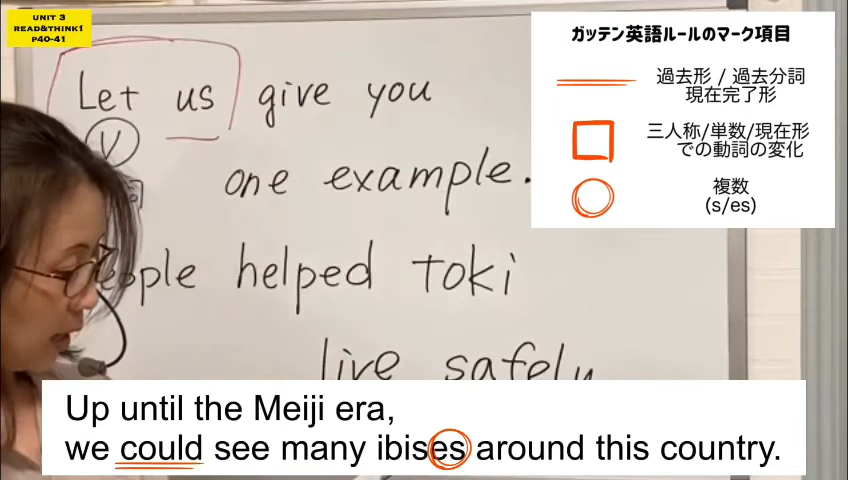 UNIT 3
READ&THINK1
P40-41
ガッテン英語ルールのマーク項目
過去形 / 過去分詞
現在完了形
三人称/単数/現在形
での動詞の変化
複数
(s/es)
Let us give you
V
one example.
eople helped toki
live safely
Up until the Meiji era,
we could see many ibises around this country.